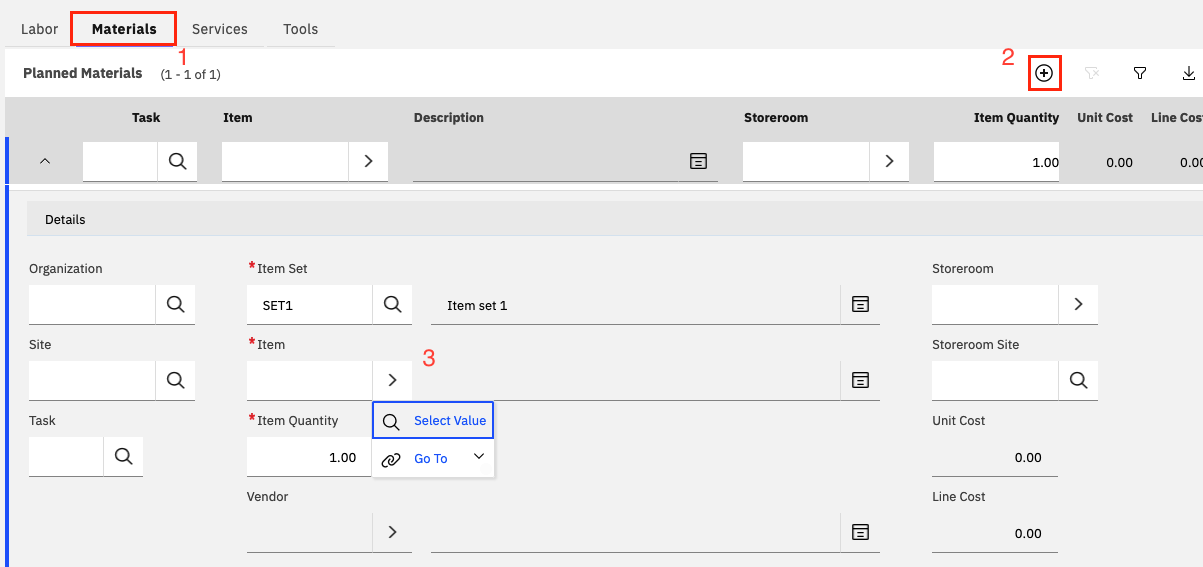 Labor Materials Services Tools
1
Planned Materials (1 - 1 of 1) 2
Task Item Description Storeroom Item Quantity Unit Cost Line Cos
1.00 0.00 0.00
Details
Organization *Item Set Storeroom
SET1 Item set 1
Site *Item Storeroom Site
3
Task *Item Quantity Select Value Unit Cost
1.00 Go To 0.00
Vendor Line Cost
0.00